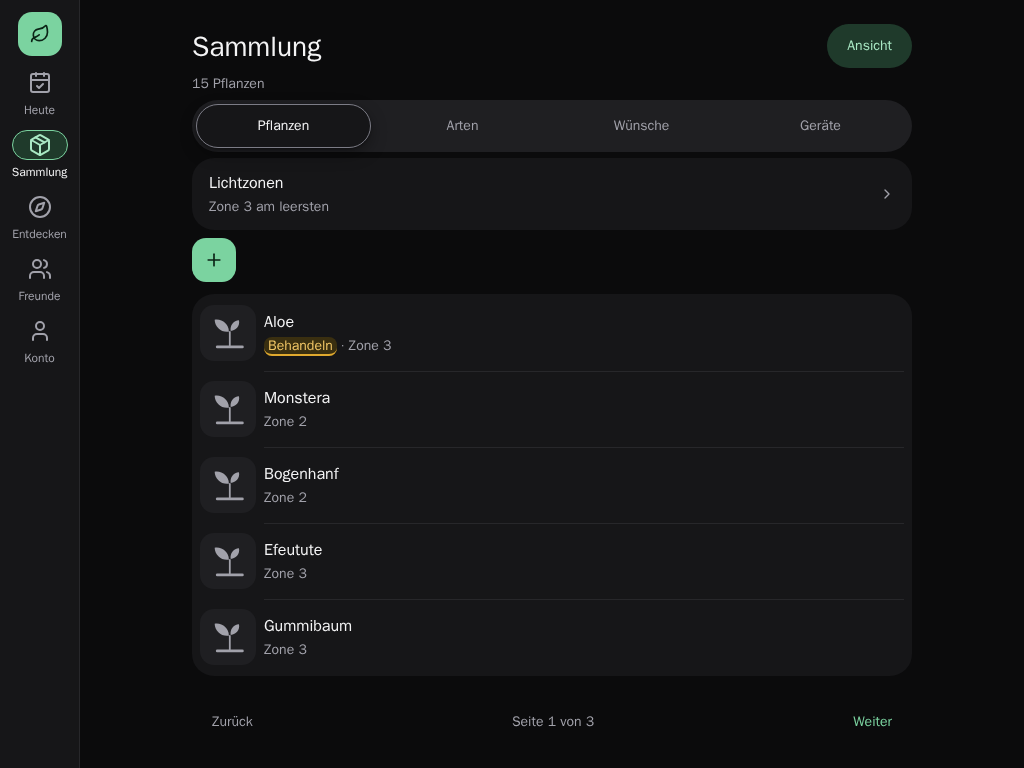 Sammlung
Ansicht
15 Pflanzen
Heute
Sammlung
Entdecken
Freunde
Konto
Pflanzen
Arten
Wünsche
Geräte
Lichtzonen
Zone 3 am leersten
Aloe
Behandeln · Zone 3
Monstera
Zone 2
Bogenhanf
Zone 2
Efeutute
Zone 3
Gummibaum
Zone 3
Zurück
Seite 1 von 3
Weiter